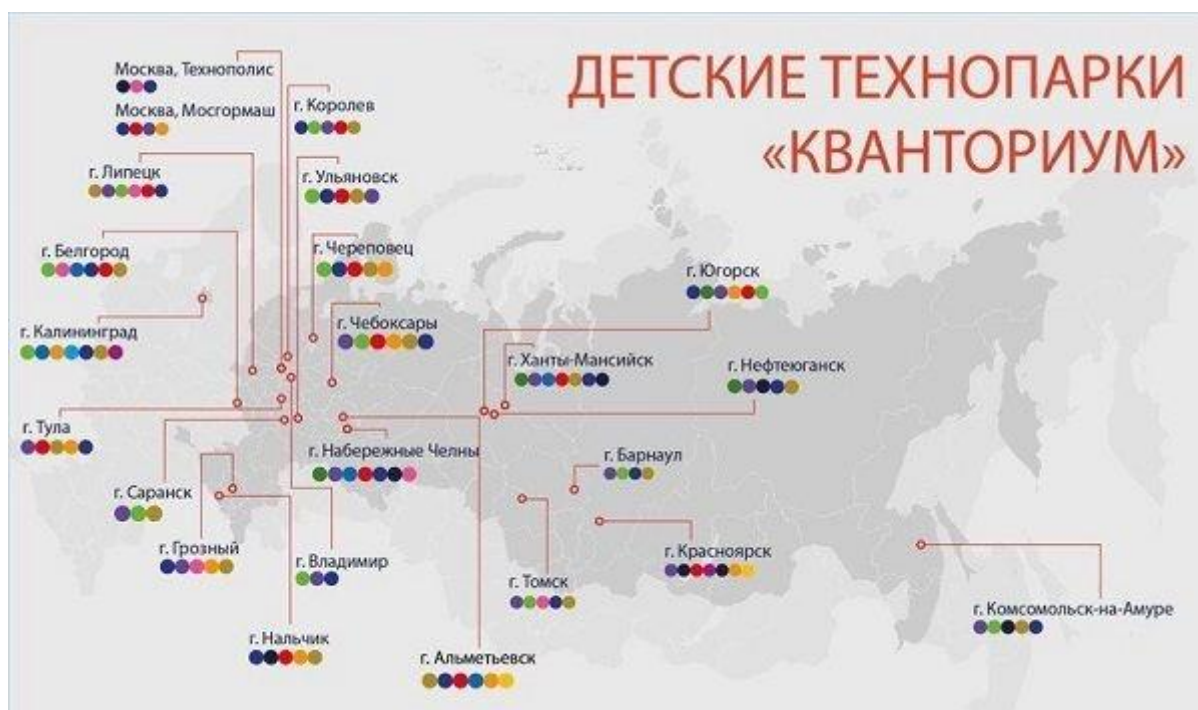 ДЕТСКИЕ ТЕХНОПАРКИ
«КВАНТОРИУМ»
Москва, Технополис
Москва, Мосгормаш
г. Королев
г. Липецк
г. Ульяновск
г. Белгород
г. Череповец
г. Югорск
г. Калининград
г. Чебоксары
г. Ханты-Мансийск
г. Нефтеюганск
г. Тула
г. Набережные Челны
г. Барнаул
г. Саранск
г. Грозный
г. Владимир
г. Красноярск
г. Томск
г. Комсомольск-на-Амуре
г. Нальчик
г. Альметьевск